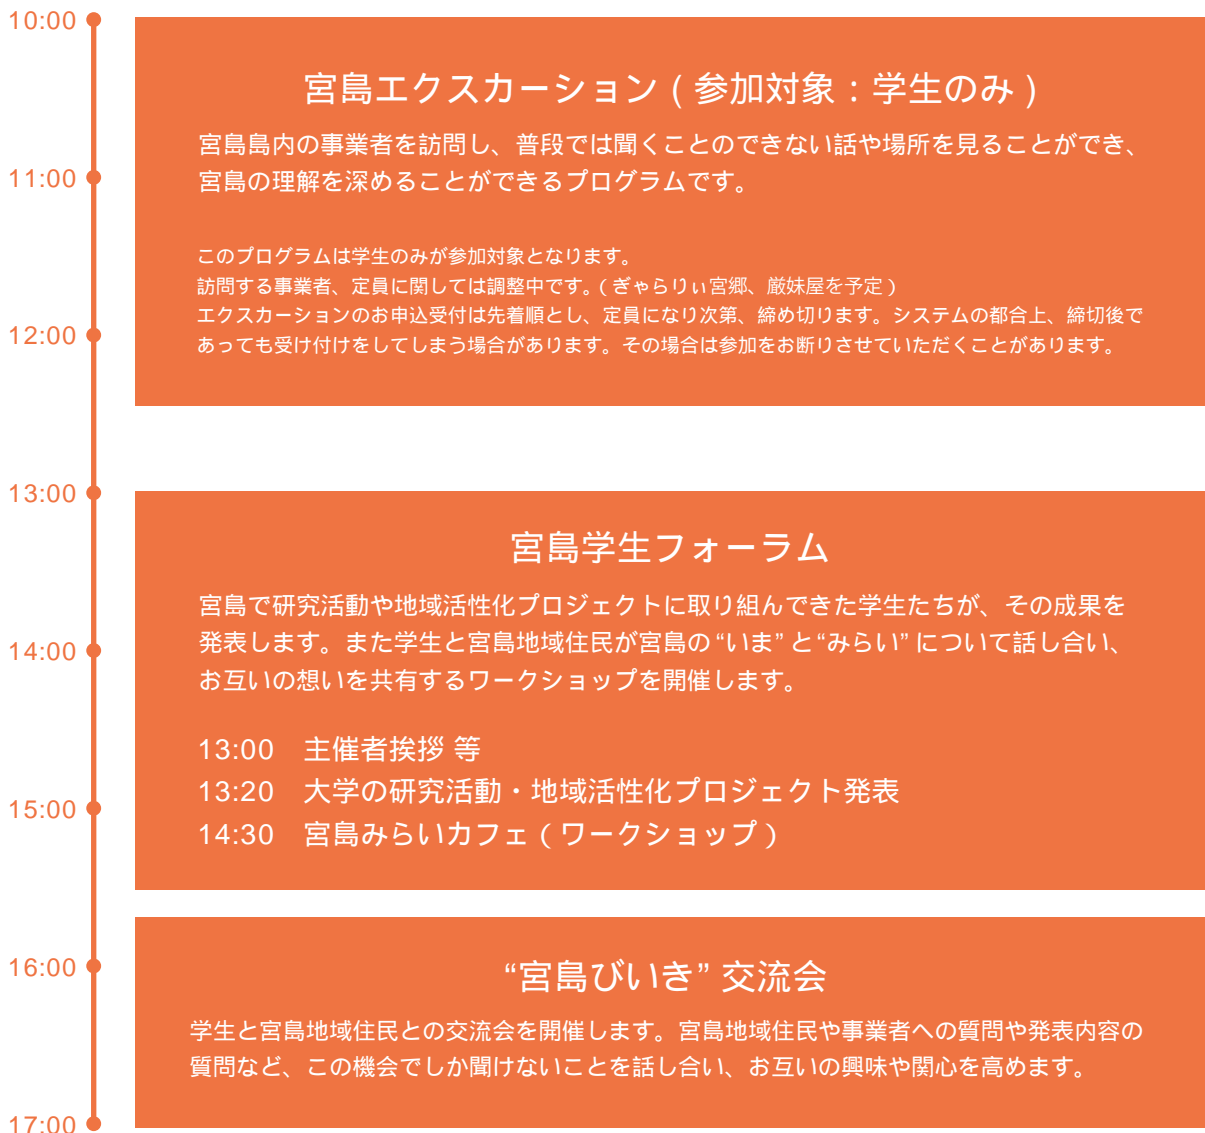 10:00
宮島エクスカーション(参加対象:学生のみ)
宮島島内の事業者を訪問し、普段では聞くことのできない話や場所を見ることができ、
11:00
宮島の理解を深めることができるプログラムです。
このプログラムは学生のみが参加対象となります。
訪問する事業者、定員に関しては調整中です。(ぎゃらりぃ宮郷、厳妹屋を予定)
エクスカーションのお申込受付は先着順とし、定員になり次第、締め切ります。システムの都合上、締切後で
12:00
あっても受け付けをしてしまう場合があります。その場合は参加をお断りさせていただくことがあります。
13:00
宮島学生フォーラム
宮島で研究活動や地域活性化プロジェクトに取り組んできた学生たちが、その成果を
発表します。また学生と宮島地域住民が宮島の“いま”と“みらい”について話し合い、
14:00
お互いの想いを共有するワークショップを開催します。
13:00 主催者挨拶 等
13:20 大学の研究活動・地域活性化プロジェクト発表
15:00
14:30 宮島みらいカフェ(ワークショップ)
16:00
“宮島びいき” 交流会
学生と宮島地域住民との交流会を開催します。宮島地域住民や事業者への質問や発表内容の
質問など、この機会でしか聞けないことを話し合い、お互いの興味や関心を高めます。
17:00